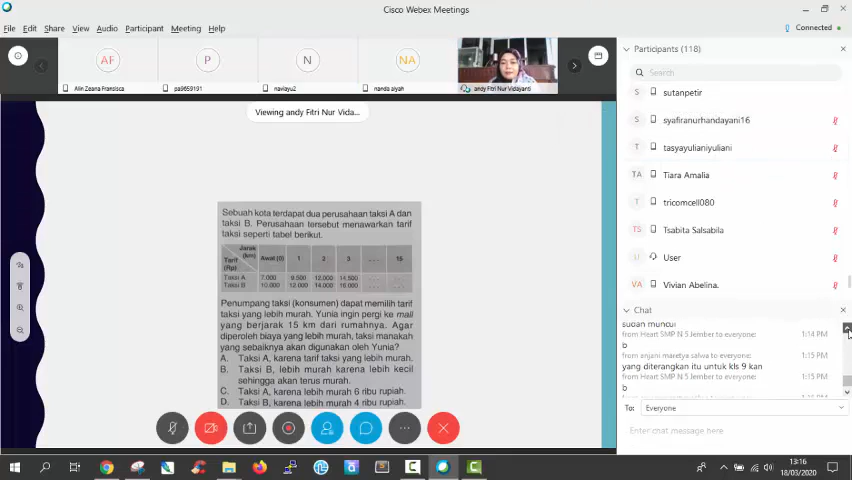 Cisco Webex Meetings
File Edit View Audio Participant Meeting Help
Connected
AF
P
N
NA
Alin Zeana Fransisca
pa9659191
naviayu2
nanda siyah
andy Fitri Nur Vidayanti
Viewing andy Fitri Nur Vida...
Sebuah kota terdapat dua perusahaan taksi A dan
taksi B. Perusahaan tersebut menawarkan tarif
taksi seperti tabel berikut.
Jarak (km)
Tarif (Rp)
Awal (0) 1 2 3 . . . 15
Taksi A 7.000 9.500 12.000 14.500 . . . . . .
Taksi B 10.000 12.000 14.000 16.000 . . . . . .
Penumpang taksi (konsumen) dapat memilih tarif
taksi yang lebih murah. Yunia ingin pergi ke mall
yang berjarak 15 km dari rumahnya. Agar
diperoleh biaya yang lebih murah, taksi manakah
yang sebaiknya akan digunakan oleh Yunia?
A. Taksi A, karena tarif taksi yang lebih murah.
B. Taksi B, lebih murah karena lebih kecil
sehingga akan terus murah.
C. Taksi A, karena lebih murah 6 ribu rupiah.
D. Taksi B, karena lebih murah 4 ribu rupiah.
Participants (118)
Search
S sutanpetir
S syafiranurhandayani16
T tasyayulianiyuliani
TA Tiara Amalia
T tricomcell080
TS Tsabita Salsabila
U User
VA Vivian Abelina.
Chat
sudah muncul
from Heart SMP N 5 Jember to everyone: 1:14 PM
b
from anjani maretya salwa to everyone: 1:15 PM
yang diterangkan itu untuk kls 9 kan
from Heart SMP N 5 Jember to everyone: 1:15 PM
b
To: Everyone
Enter chat message here
13:16
18/03/2020